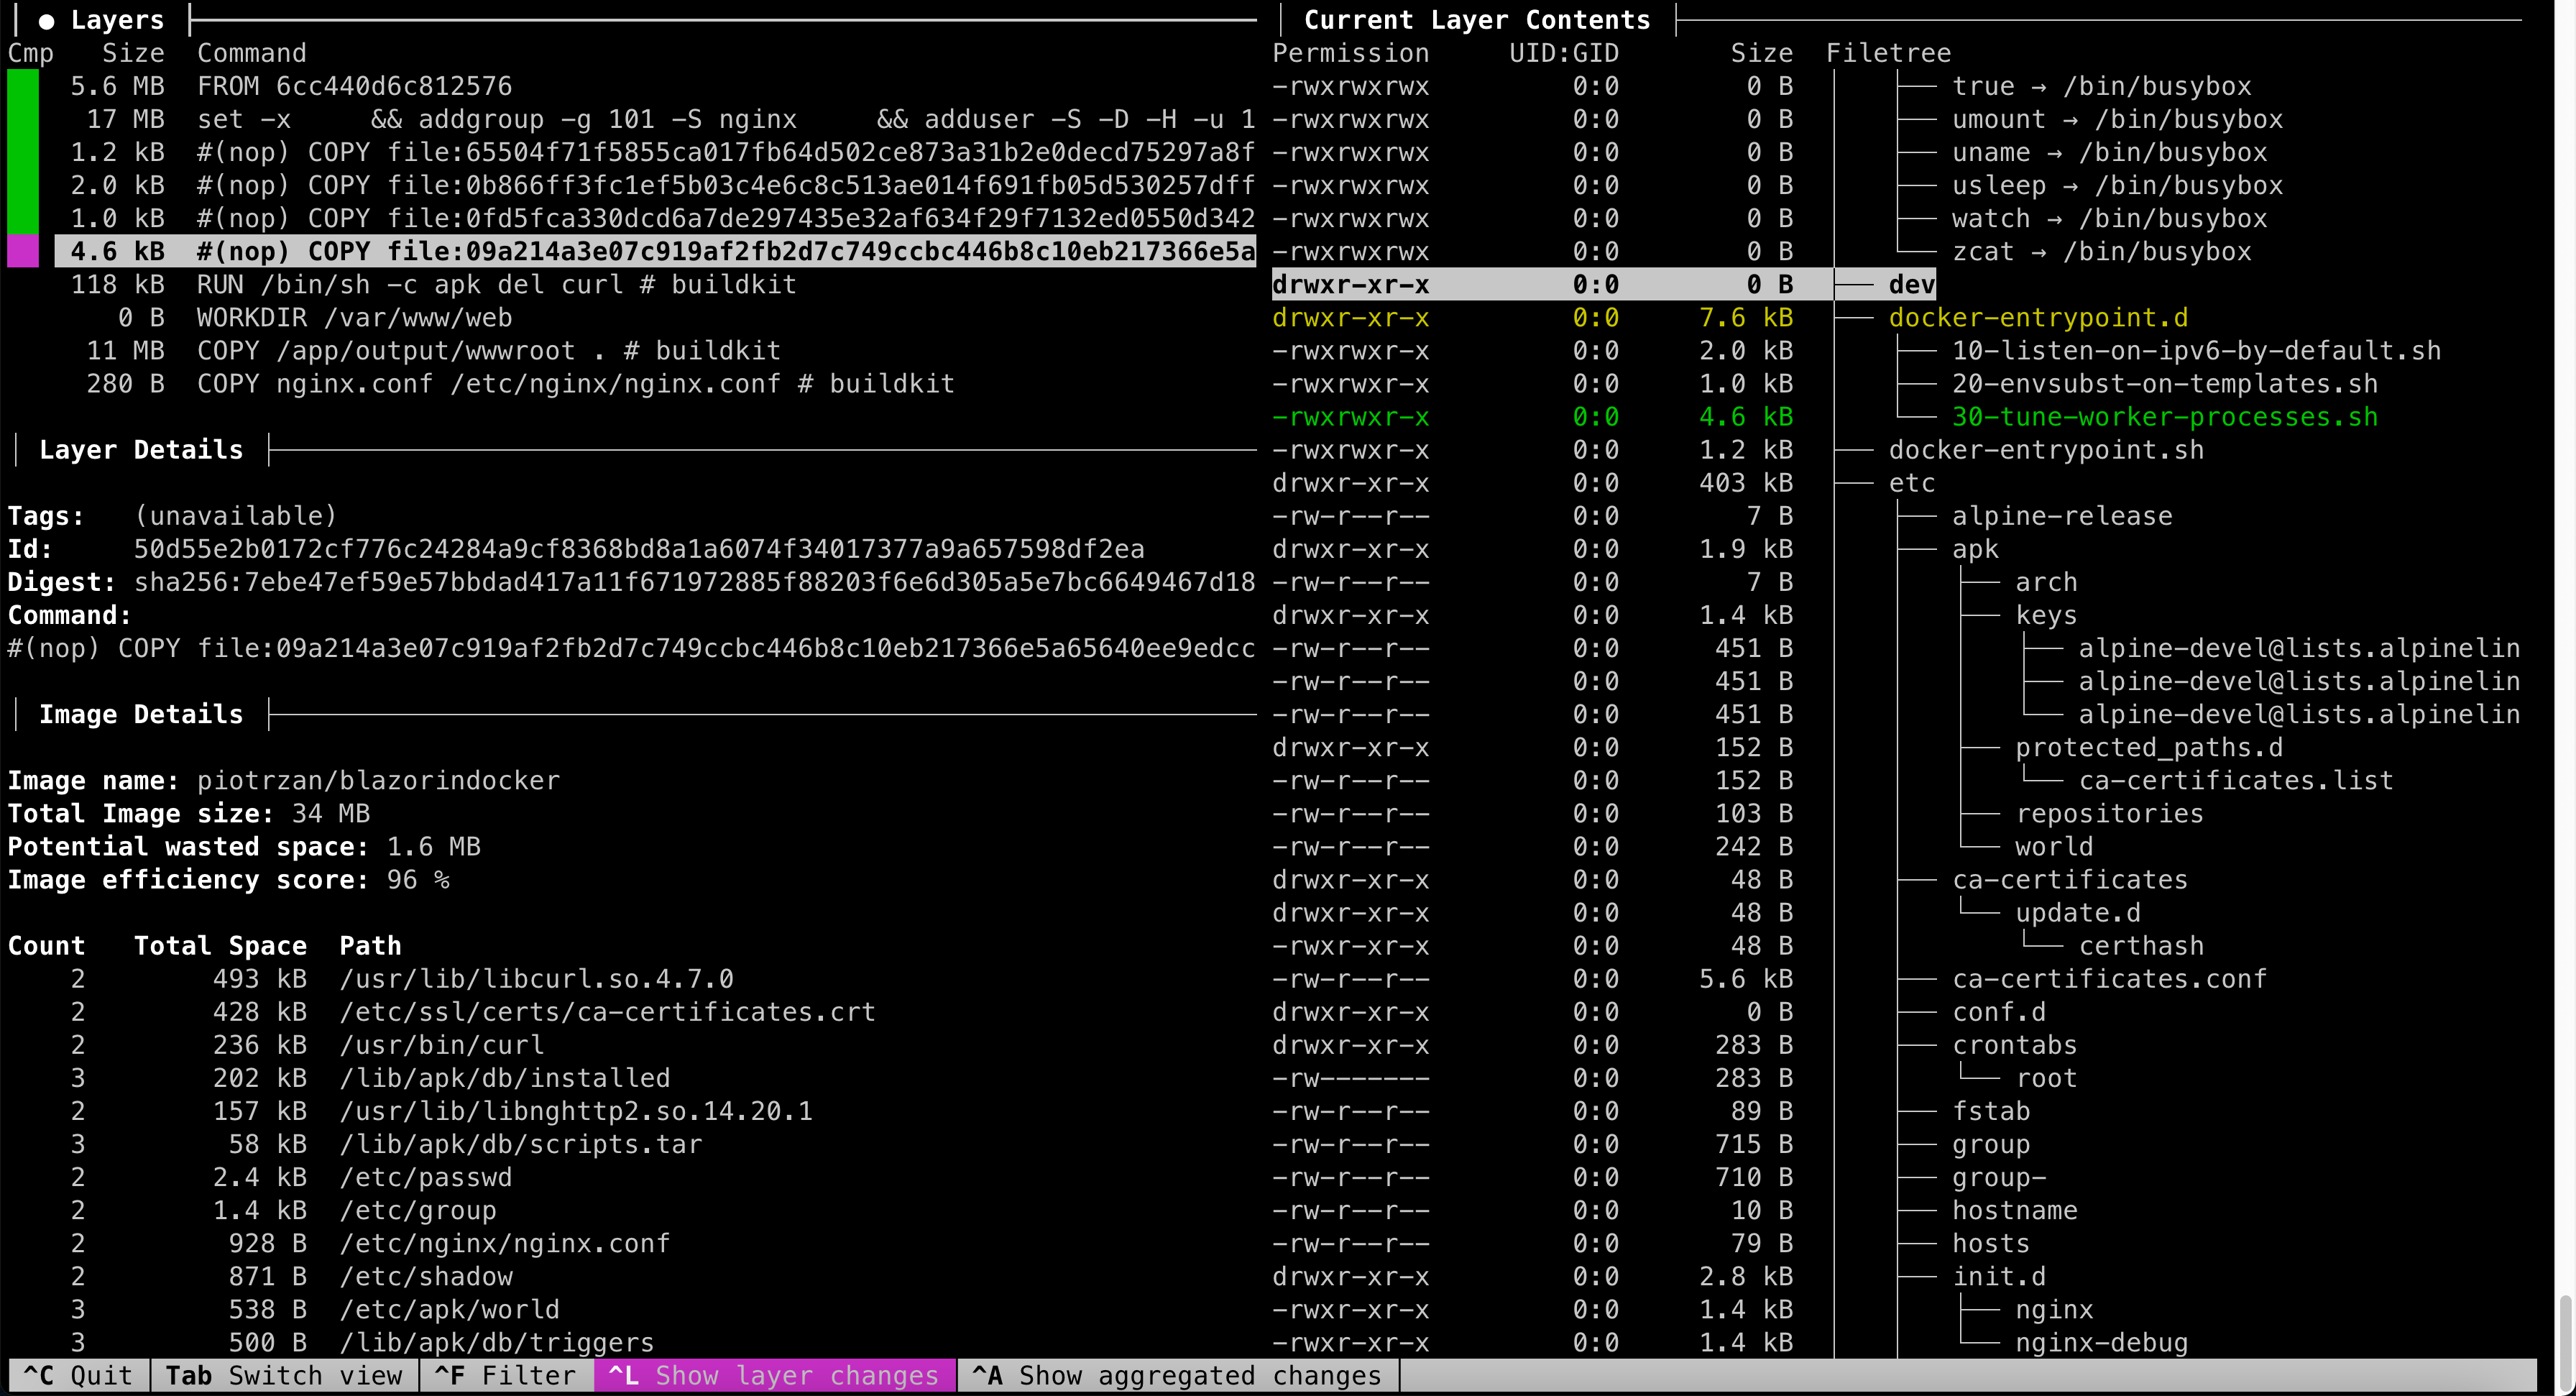 ● Layers
Cmp Size Command
5.6 MB FROM 6cc440d6c812576
17 MB set -x && addgroup -g 101 -S nginx && adduser -S -D -H -u 1
1.2 kB #(nop) COPY file:65504f71f5855ca017fb64d502ce873a31b2e0decd75297a8f
2.0 kB #(nop) COPY file:0b866ff3fc1ef5b03c4e6c8c513ae014f691fb05d530257dff
1.0 kB #(nop) COPY file:0fd5fca330dcd6a7de297435e32af634f29f7132ed0550d342
4.6 kB #(nop) COPY file:09a214a3e07c919af2fb2d7c749ccbc446b8c10eb217366e5a
118 kB RUN /bin/sh -c apk del curl # buildkit
0 B WORKDIR /var/www/web
11 MB COPY /app/output/wwwroot . # buildkit
280 B COPY nginx.conf /etc/nginx/nginx.conf # buildkit
Layer Details
Tags: (unavailable)
Id: 50d55e2b0172cf776c24284a9cf8368bd8a1a6074f34017377a9a657598df2ea
Digest: sha256:7ebe47ef59e57bbdad417a11f671972885f88203f6e6d305a5e7bc6649467d18
Command:
#(nop) COPY file:09a214a3e07c919af2fb2d7c749ccbc446b8c10eb217366e5a65640ee9edcc
Image Details
Image name: piotrzan/blazorindocker
Total Image size: 34 MB
Potential wasted space: 1.6 MB
Image efficiency score: 96 %
Count Total Space Path
2 493 kB /usr/lib/libcurl.so.4.7.0
2 428 kB /etc/ssl/certs/ca-certificates.crt
2 236 kB /usr/bin/curl
3 202 kB /lib/apk/db/installed
2 157 kB /usr/lib/libnghttp2.so.14.20.1
3 58 kB /lib/apk/db/scripts.tar
2 2.4 kB /etc/passwd
2 1.4 kB /etc/group
2 928 B /etc/nginx/nginx.conf
2 871 B /etc/shadow
3 538 B /etc/apk/world
3 500 B /lib/apk/db/triggers
Current Layer Contents
Permission UID:GID Size Filetree
-rwxrwxrwx 0:0 0 B ├── true → /bin/busybox
-rwxrwxrwx 0:0 0 B ├── umount → /bin/busybox
-rwxrwxrwx 0:0 0 B ├── uname → /bin/busybox
-rwxrwxrwx 0:0 0 B ├── usleep → /bin/busybox
-rwxrwxrwx 0:0 0 B ├── watch → /bin/busybox
-rwxrwxrwx 0:0 0 B └── zcat → /bin/busybox
drwxr-xr-x 0:0 0 B ├── dev
drwxr-xr-x 0:0 7.6 kB ├── docker-entrypoint.d
-rwxrwxr-x 0:0 2.0 kB ├── 10-listen-on-ipv6-by-default.sh
-rwxrwxr-x 0:0 1.0 kB ├── 20-envsubst-on-templates.sh
-rwxrwxr-x 0:0 4.6 kB └── 30-tune-worker-processes.sh
-rwxrwxr-x 0:0 1.2 kB ├── docker-entrypoint.sh
drwxr-xr-x 0:0 403 kB ├── etc
-rw-r--r-- 0:0 7 B ├── alpine-release
drwxr-xr-x 0:0 1.9 kB ├── apk
-rw-r--r-- 0:0 7 B ├── arch
drwxr-xr-x 0:0 1.4 kB ├── keys
-rw-r--r-- 0:0 451 B ├── alpine-devel@lists.alpinelin
-rw-r--r-- 0:0 451 B ├── alpine-devel@lists.alpinelin
-rw-r--r-- 0:0 451 B └── alpine-devel@lists.alpinelin
drwxr-xr-x 0:0 152 B ├── protected_paths.d
-rw-r--r-- 0:0 152 B └── ca-certificates.list
-rw-r--r-- 0:0 103 B ├── repositories
-rw-r--r-- 0:0 242 B └── world
drwxr-xr-x 0:0 48 B ├── ca-certificates
drwxr-xr-x 0:0 48 B └── update.d
-rwxr-xr-x 0:0 48 B └── certhash
-rw-r--r-- 0:0 5.6 kB ├── ca-certificates.conf
drwxr-xr-x 0:0 0 B ├── conf.d
drwxr-xr-x 0:0 283 B ├── crontabs
-rw------- 0:0 283 B └── root
-rw-r--r-- 0:0 89 B ├── fstab
-rw-r--r-- 0:0 715 B ├── group
-rw-r--r-- 0:0 710 B ├── group-
-rw-r--r-- 0:0 10 B ├── hostname
-rw-r--r-- 0:0 79 B ├── hosts
drwxr-xr-x 0:0 2.8 kB ├── init.d
-rwxr-xr-x 0:0 1.4 kB ├── nginx
-rwxr-xr-x 0:0 1.4 kB └── nginx-debug
^C Quit Tab Switch view ^F Filter ^L Show layer changes ^A Show aggregated changes